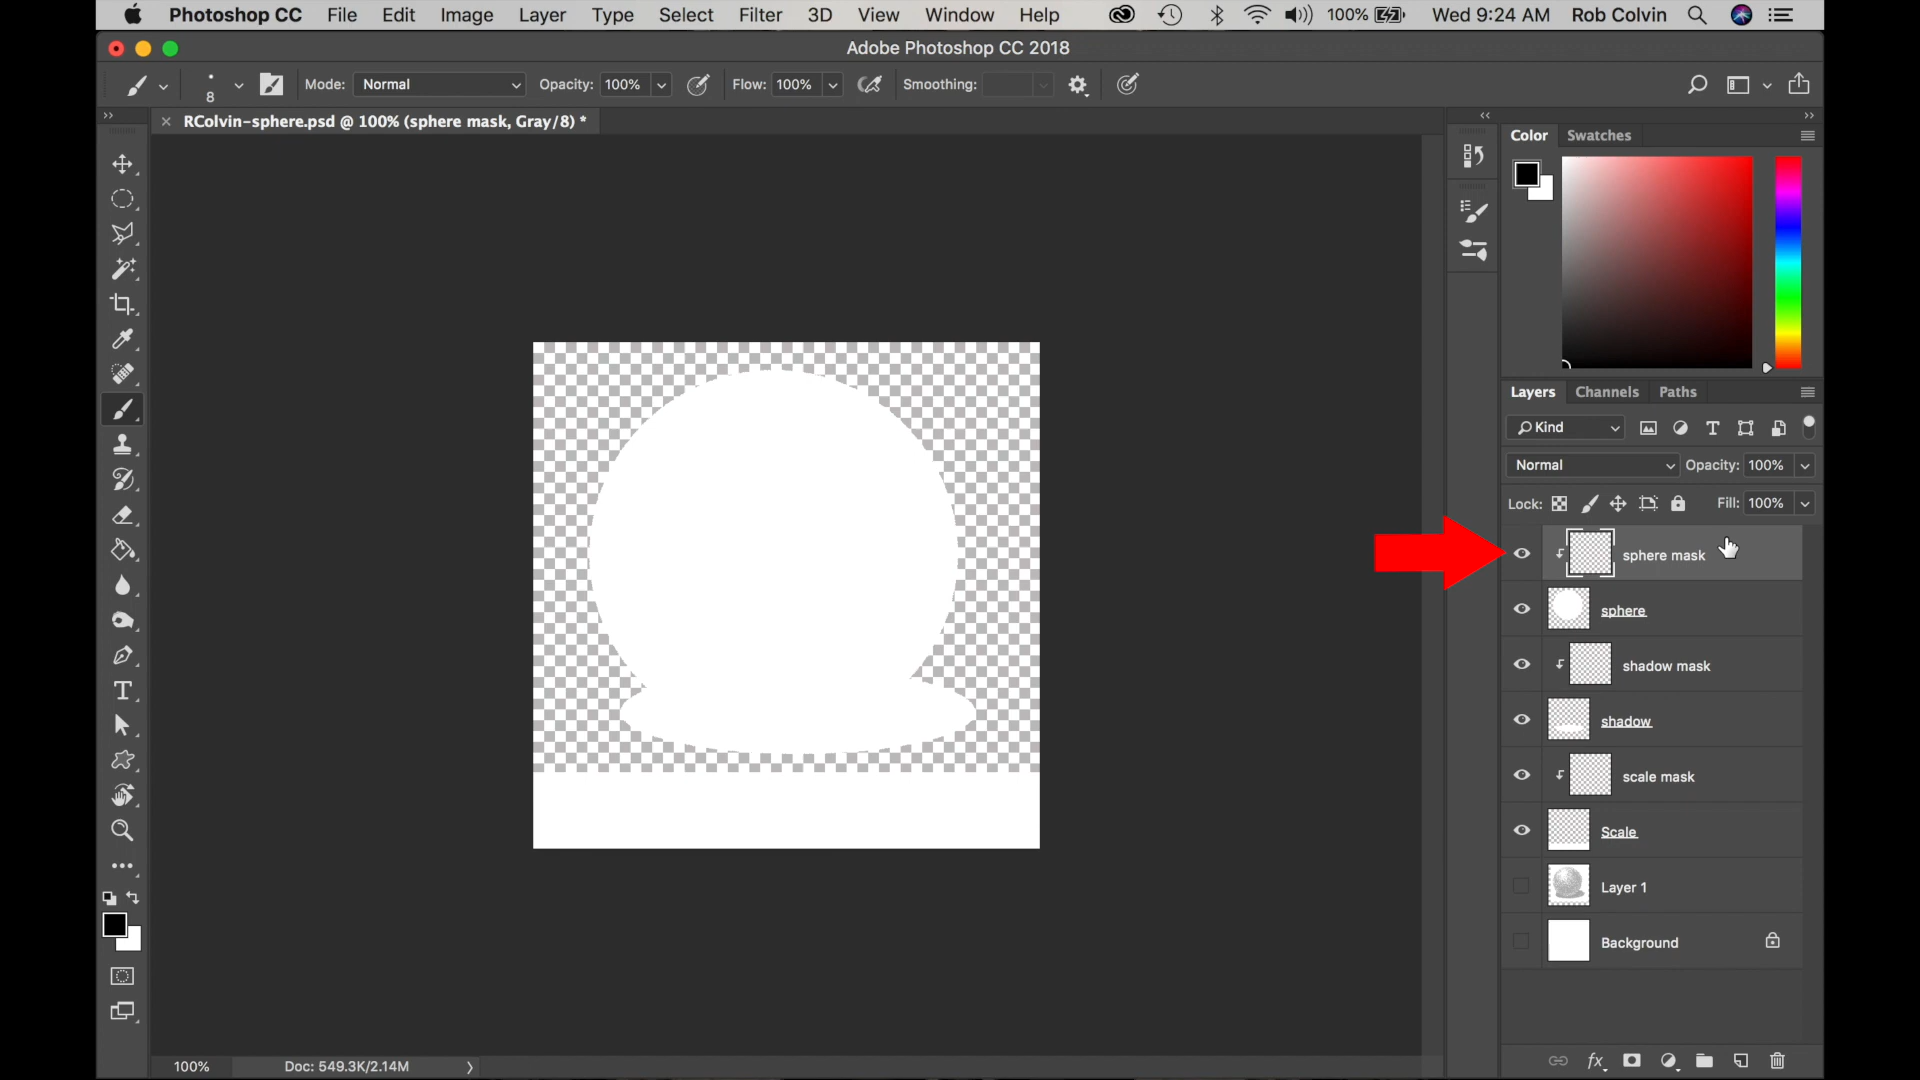 Photoshop CC File Edit Image Layer Type Select Filter 3D View Window Help 100% Wed 9:24 AM Rob Colvin
Adobe Photoshop CC 2018
8 Mode: Normal Opacity: 100% Flow: 100% Smoothing:
RColvin-sphere.psd @ 100% (sphere mask, Gray/8) *
Color Swatches
Layers Channels Paths
Kind
Normal Opacity: 100%
Lock: Fill: 100%
sphere mask
sphere
shadow mask
shadow
scale mask
Scale
Layer 1
Background
100% Doc: 549.3K/2.14M